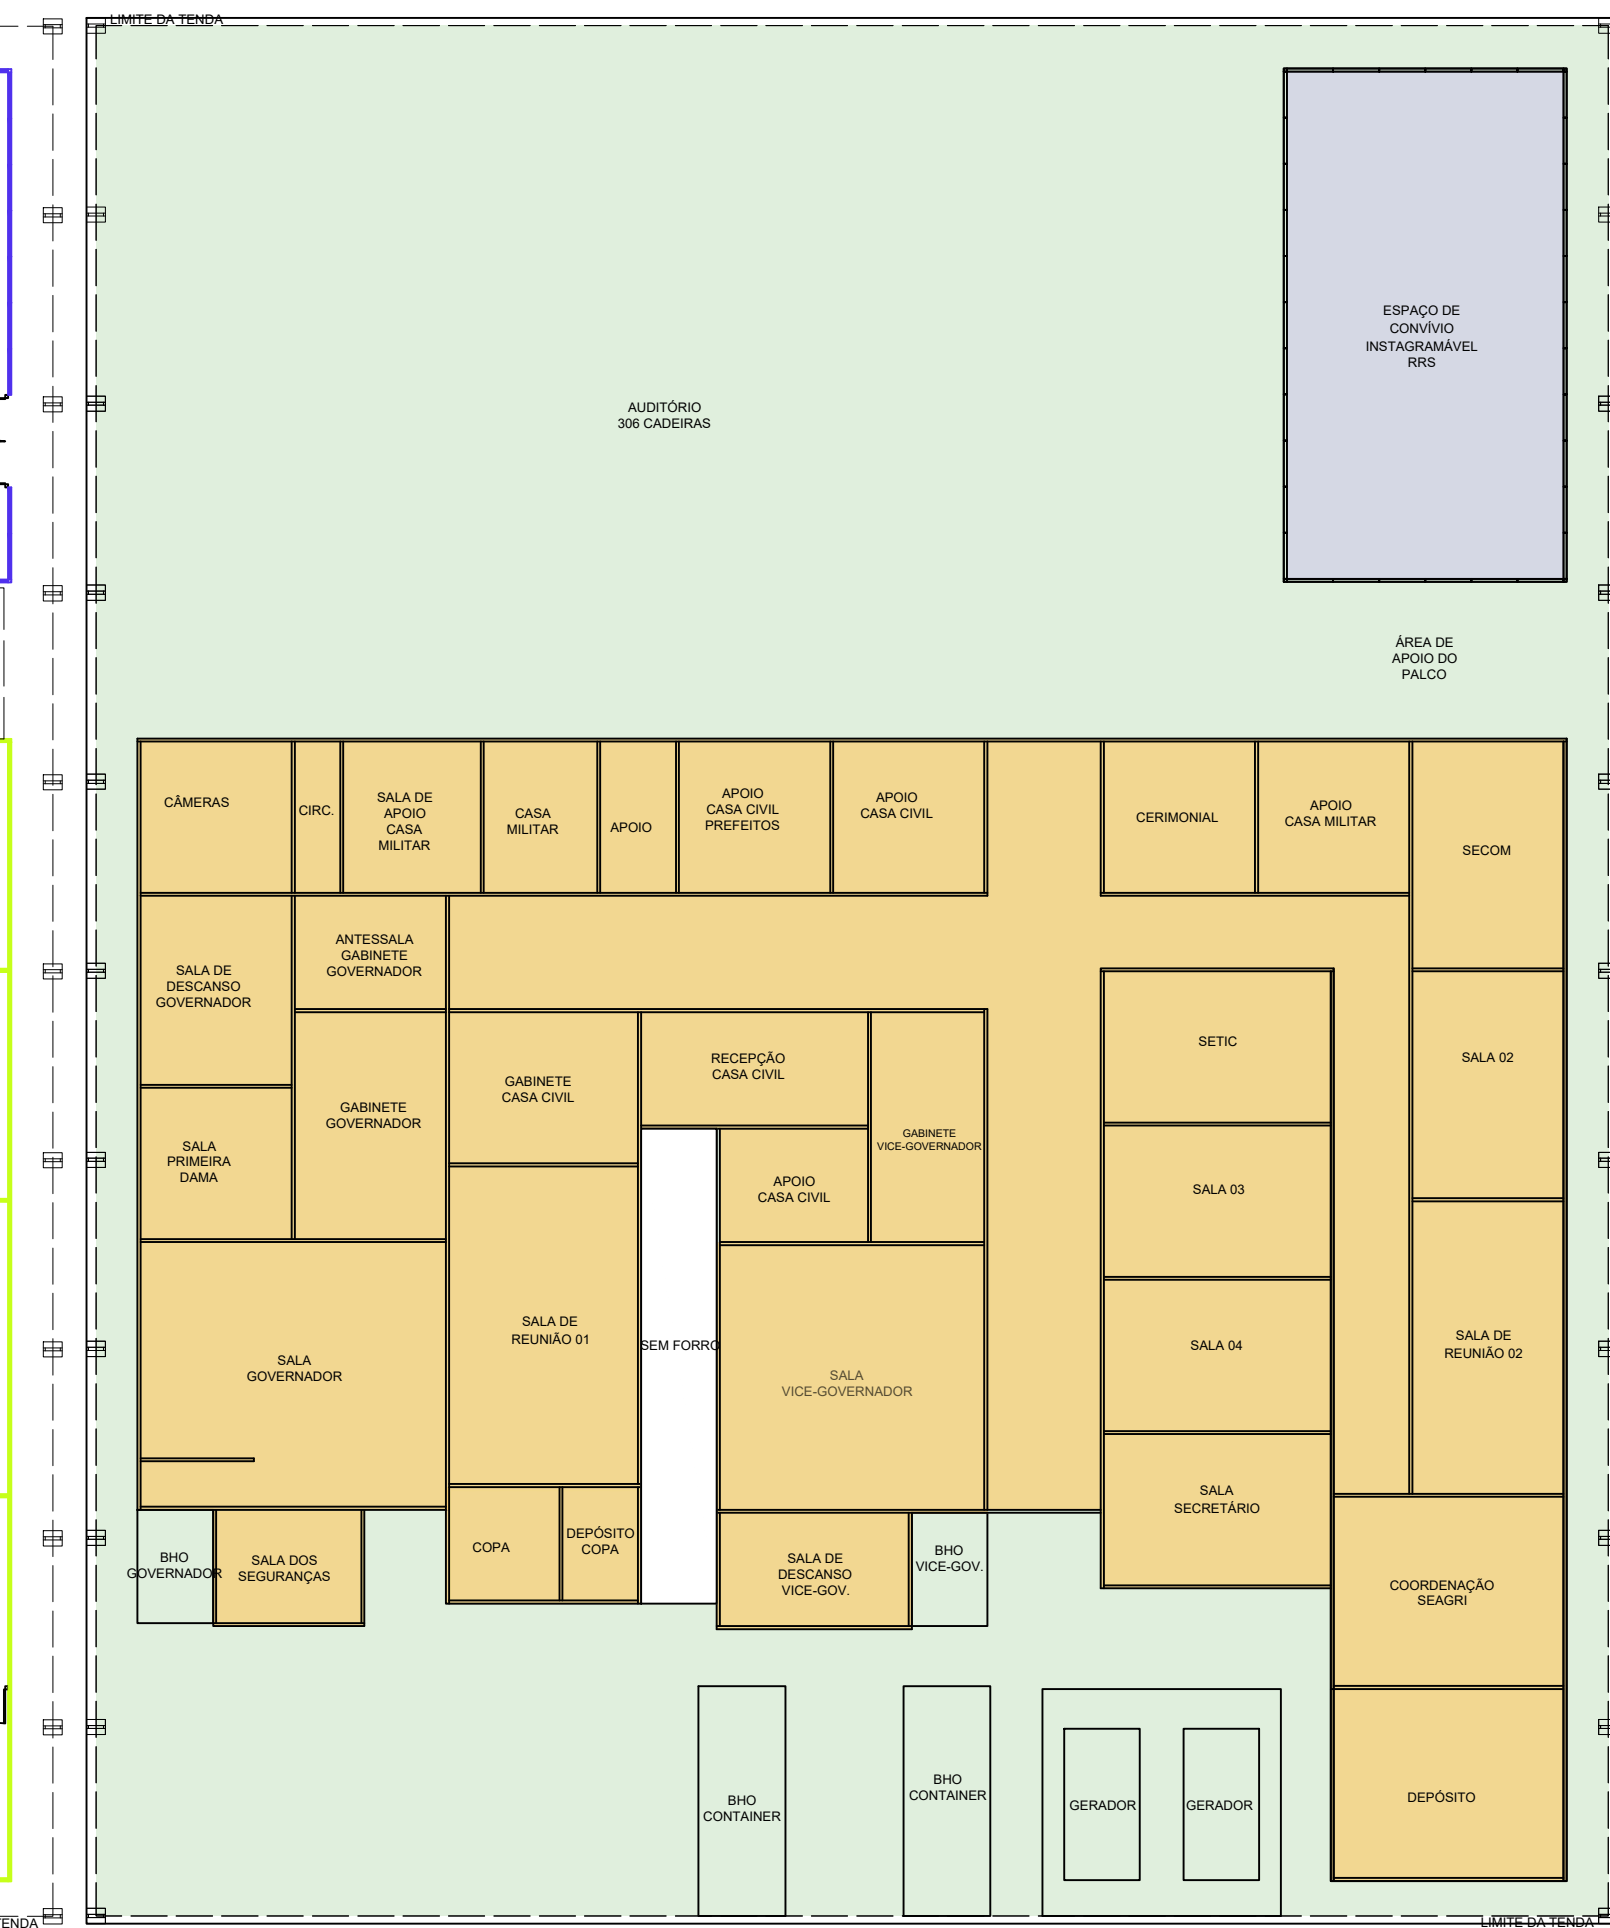 LIMITE DA TENDA
ESPAÇO DE
CONVÍVIO
INSTAGRAMÁVEL
RRS
AUDITÓRIO
306 CADEIRAS
ÁREA DE
APOIO DO
PALCO
CÂMERAS
CIRC.
SALA DE
APOIO
CASA
MILITAR
CASA
MILITAR
APOIO
APOIO
CASA CIVIL
PREFEITOS
APOIO
CASA CIVIL
CERIMONIAL
APOIO
CASA MILITAR
SECOM
SALA DE
DESCANSO
GOVERNADOR
ANTESSALA
GABINETE
GOVERNADOR
SETIC
SALA 02
GABINETE
CASA CIVIL
RECEPÇÃO
CASA CIVIL
GABINETE
VICE-GOVERNADOR
GABINETE
GOVERNADOR
SALA
PRIMEIRA
DAMA
APOIO
CASA CIVIL
SALA 03
SALA
GOVERNADOR
SALA DE
REUNIÃO 01
SEM FORRO
SALA
VICE-GOVERNADOR
SALA 04
SALA DE
REUNIÃO 02
SALA
SECRETÁRIO
BHO
GOVERNADOR
SALA DOS
SEGURANÇAS
COPA
DEPÓSITO
COPA
SALA DE
DESCANSO
VICE-GOV.
BHO
VICE-GOV.
COORDENAÇÃO
SEAGRI
BHO
CONTAINER
BHO
CONTAINER
GERADOR
GERADOR
DEPÓSITO
TENDA
LIMITE DA TENDA